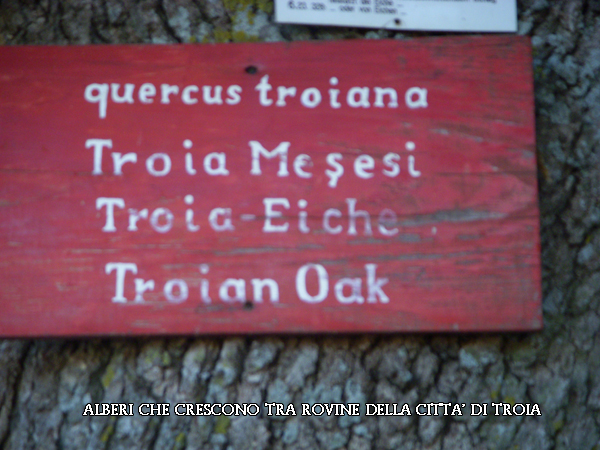 quercus troiana
Troia Meşesi
Troia-Eiche
Troian Oak
ALBERI CHE CRESCONO TRA ROVINE DELLA CITTA' DI TROIA